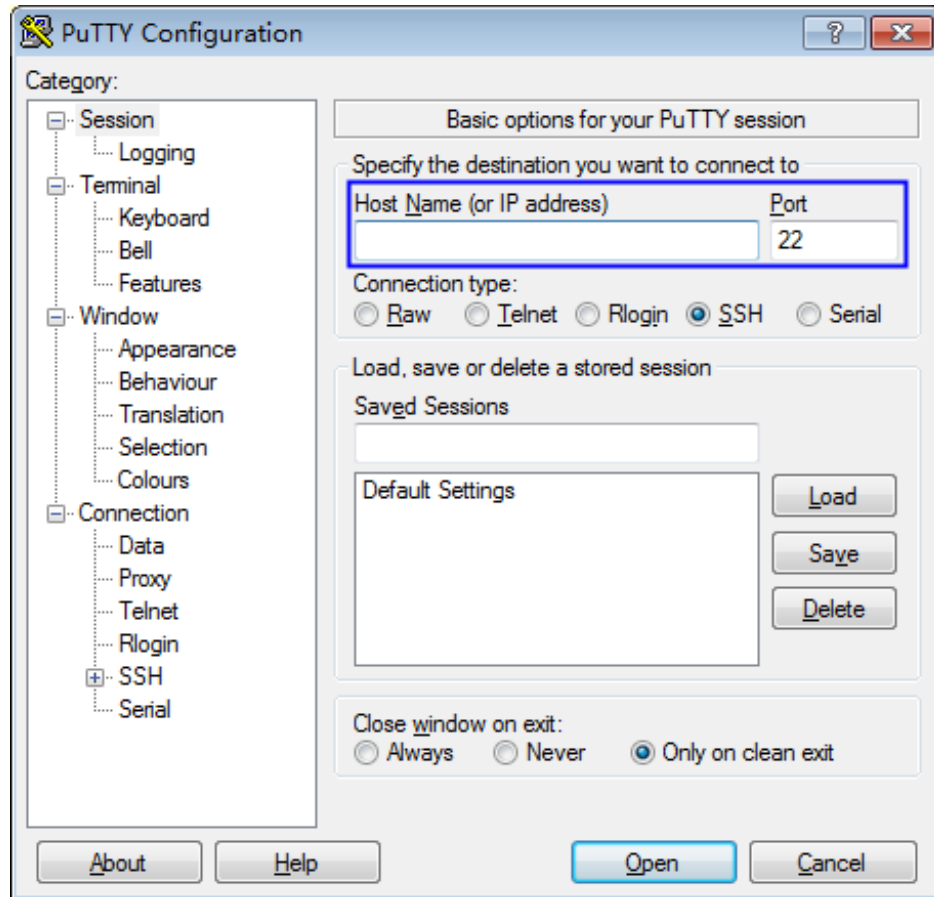 PuTTY Configuration
Category:
Session
Logging
Terminal
Keyboard
Bell
Features
Window
Appearance
Behaviour
Translation
Selection
Colours
Connection
Data
Proxy
Telnet
Rlogin
SSH
Serial
Basic options for your PuTTY session
Specify the destination you want to connect to
Host Name (or IP address) Port
22
Connection type:
Raw Telnet Rlogin SSH Serial
Load, save or delete a stored session
Saved Sessions
Default Settings
Load
Save
Delete
Close window on exit:
Always Never Only on clean exit
About Help Open Cancel